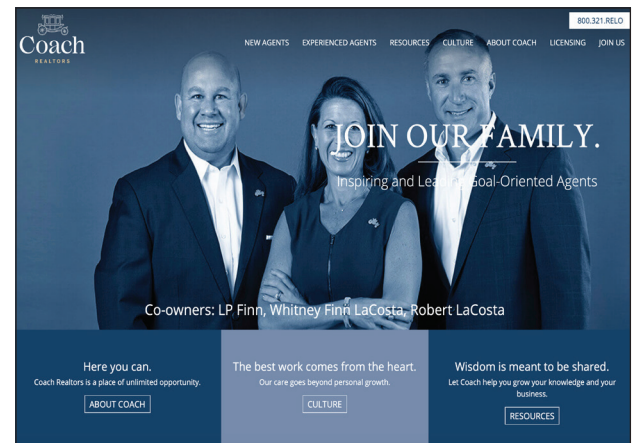 800.321.RELO
Coach
REALTORS
NEW AGENTS EXPERIENCED AGENTS RESOURCES CULTURE ABOUT COACH LICENSING JOIN US
JOIN OUR FAMILY.
Inspiring and Leading Goal-Oriented Agents
Co-owners: LP Finn, Whitney Finn LaCosta, Robert LaCosta
Here you can.
Coach Realtors is a place of unlimited opportunity.
ABOUT COACH
The best work comes from the heart.
Our care goes beyond personal growth.
CULTURE
Wisdom is meant to be shared.
Let Coach help you grow your knowledge and your
business.
RESOURCES